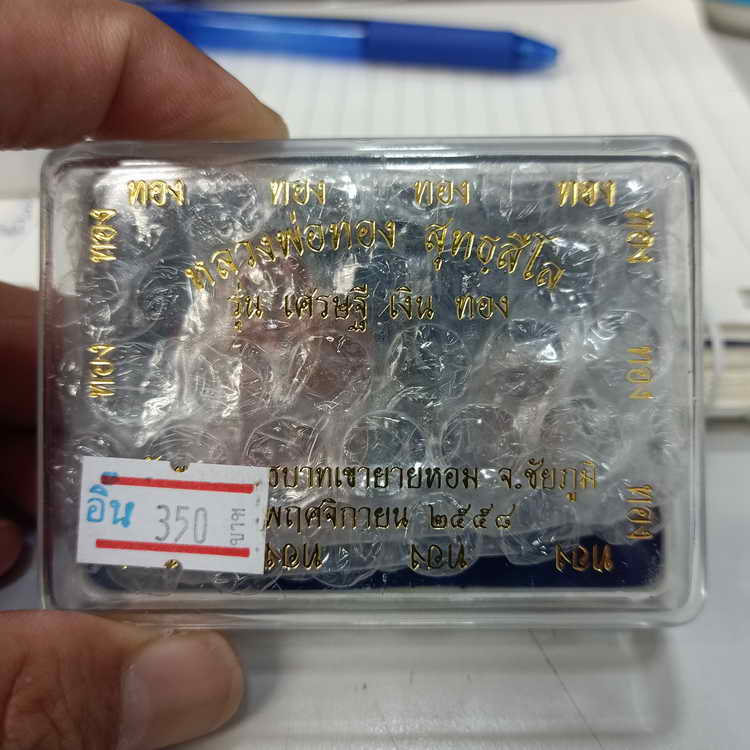 ทอง ทอง ทอง ทอง
ทอง ทอง
หลวงพ่อทอง สุทธสีโล
รุ่น เศรษฐี เงิน ทอง
ทอง ทอง
บาทเขายายหอม จ.ชัยภูมิ
พฤศจิกายน ๒๕๕๘
ทอง
ทอง ทอง ทอง
อิน 350 บาท